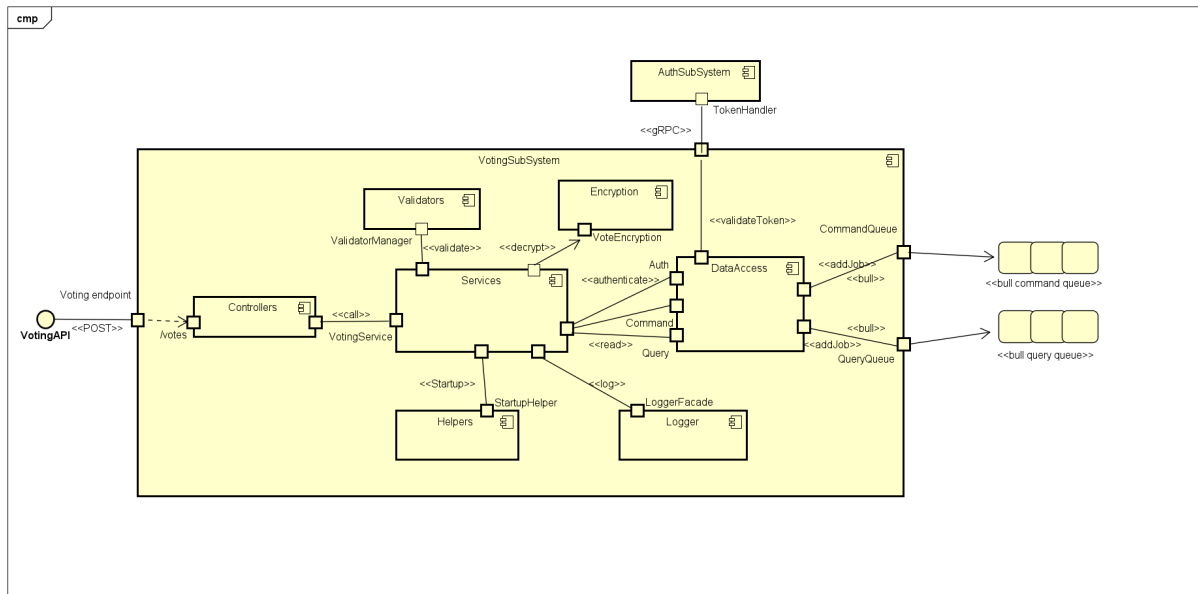 cmp
AuthSubSystem
TokenHandler
<<gRPC>>
VotingSubSystem
Validators
Encryption
ValidatorManager
<<validate>>
<<decrypt>>
VoteEncryption
<<validateToken>>
CommandQueue
Services
Auth
DataAccess
<<addJob>>
<<authenticate>>
<<bull>>
<<bull command queue>>
Voting endpoint
Controllers
<<POST>>
VotingAPI
/votes
<<call>>
VotingService
Command
<<read>>
Query
<<bull>>
<<addJob>>
QueryQueue
<<bull query queue>>
<<Startup>>
<<log>>
StartupHelper
LoggerFacade
Helpers
Logger